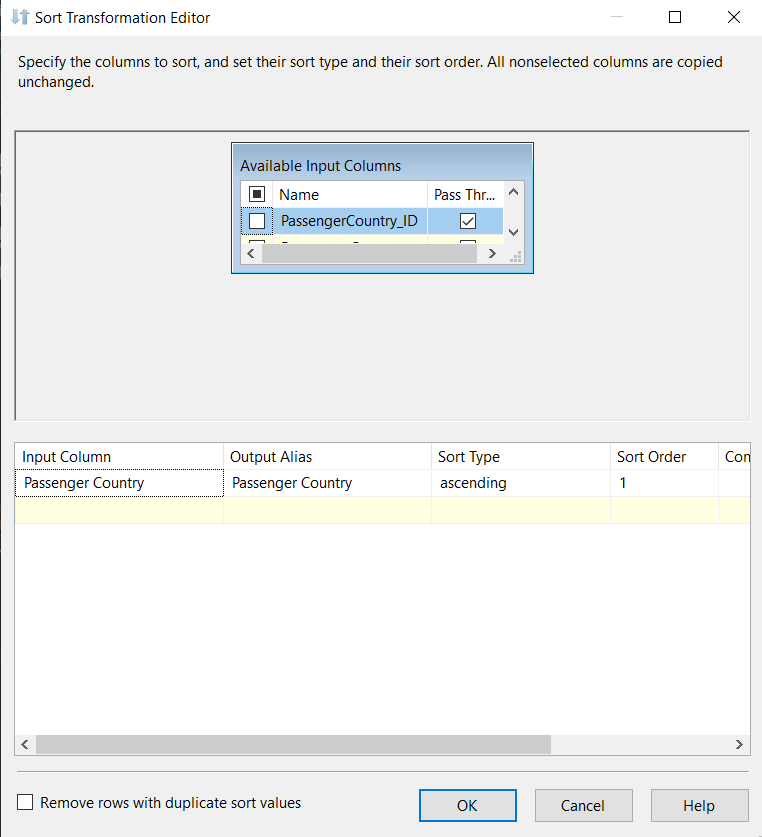 Sort Transformation Editor
Specify the columns to sort, and set their sort type and their sort order. All nonselected columns are copied
unchanged.
Available Input Columns
Name Pass Thr...
PassengerCountry_ID
Input Column Output Alias Sort Type Sort Order Con
Passenger Country Passenger Country ascending 1
Remove rows with duplicate sort values
OK Cancel Help